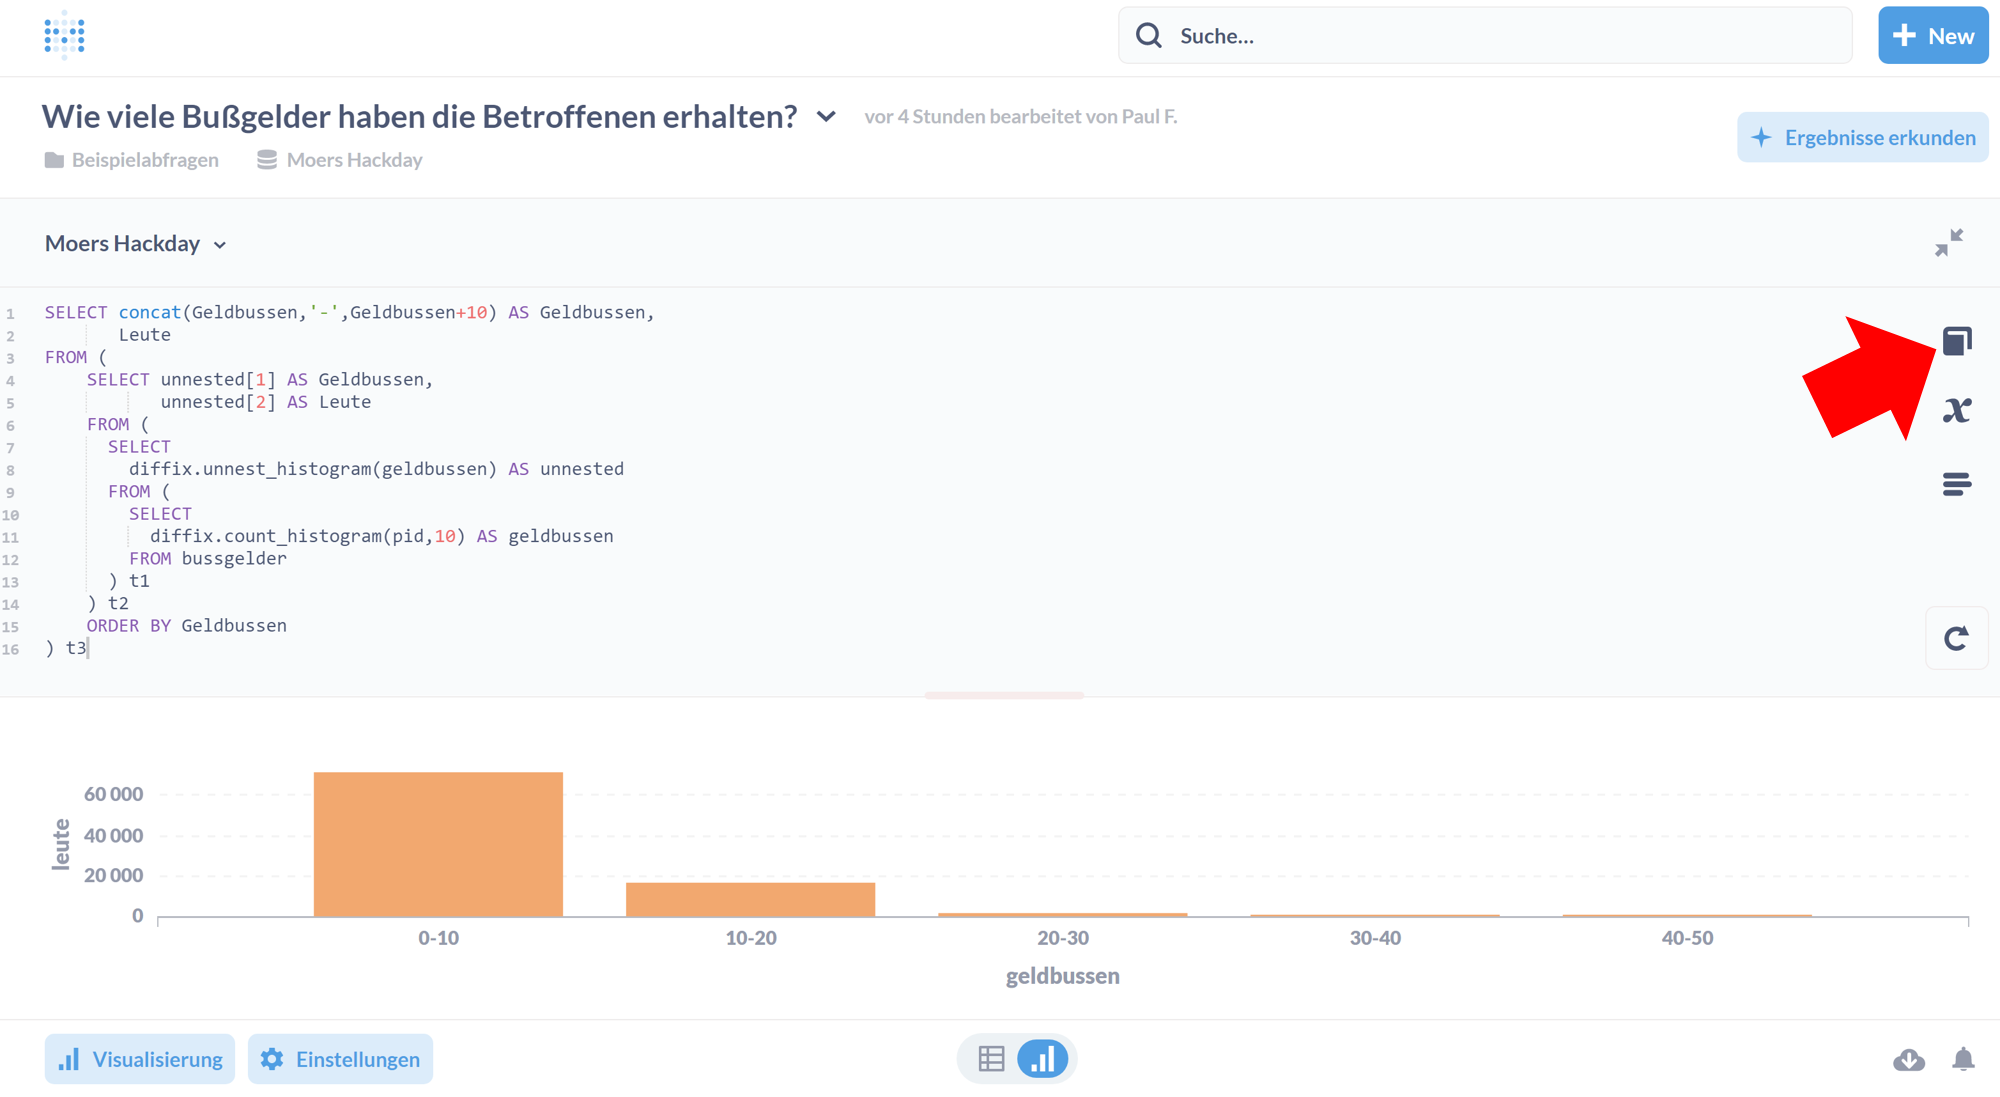 Suche...
New
Wie viele Bußgelder haben die Betroffenen erhalten?
vor 4 Stunden bearbeitet von Paul F.
Beispielabfragen
Moers Hackday
Ergebnisse erkunden
Moers Hackday
1 SELECT concat(Geldbussen,'-',Geldbussen+10) AS Geldbussen,
2 Leute
3 FROM (
4 SELECT unnested[1] AS Geldbussen,
5 unnested[2] AS Leute
6 FROM (
7 SELECT
8 diffix.unnest_histogram(geldbussen) AS unnested
9 FROM (
10 SELECT
11 diffix.count_histogram(pid,10) AS geldbussen
12 FROM bussgelder
13 ) t1
14 ) t2
15 ORDER BY Geldbussen
16 ) t3
x
leute
60 000
40 000
20 000
0
0-10 10-20 20-30 30-40 40-50
geldbussen
Visualisierung
Einstellungen